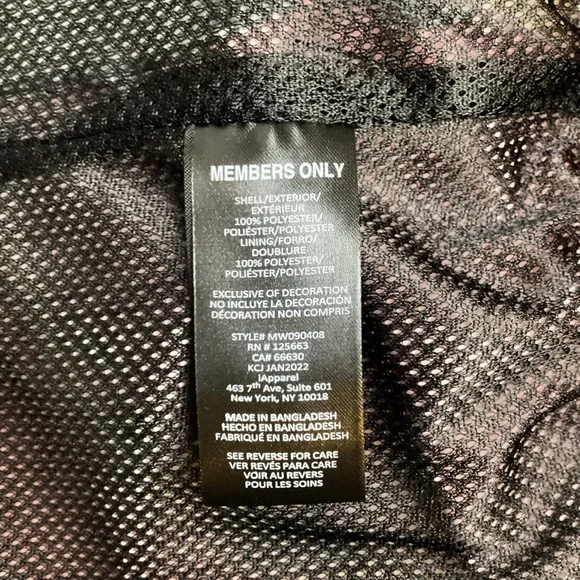 MEMBERS ONLY
SHELL/EXTERIOR/
EXTÉRIEUR
100% POLYESTER/
POLIÉSTER/POLYESTER
LINING/FORRO/
DOUBLURE
100% POLYESTER/
POLIÉSTER/POLYESTER
EXCLUSIVE OF DECORATION
NO INCLUYE LA DECORACIÓN
DÉCORATION NON COMPRIS
STYLE# MW090408
RN # 125663
CA# 66630
KCJ JAN2022
iApparel
463 7th Ave, Suite 601
New York, NY 10018
MADE IN BANGLADESH
HECHO EN BANGLADESH
FABRIQUÉ EN BANGLADESH
SEE REVERSE FOR CARE
VER REVÉS PARA CARE
VOIR AU REVERS
POUR LES SOINS